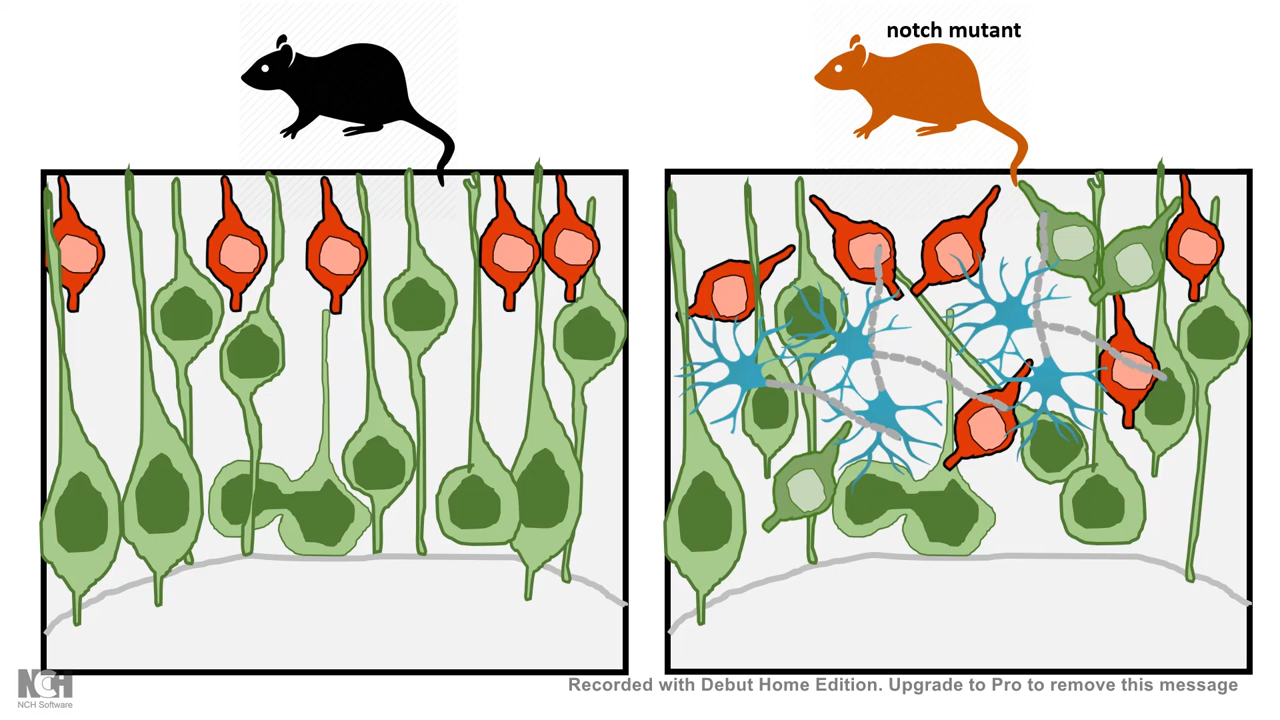 notch mutant
NCH
NCH Software
Recorded with Debut Home Edition. Upgrade to Pro to remove this message